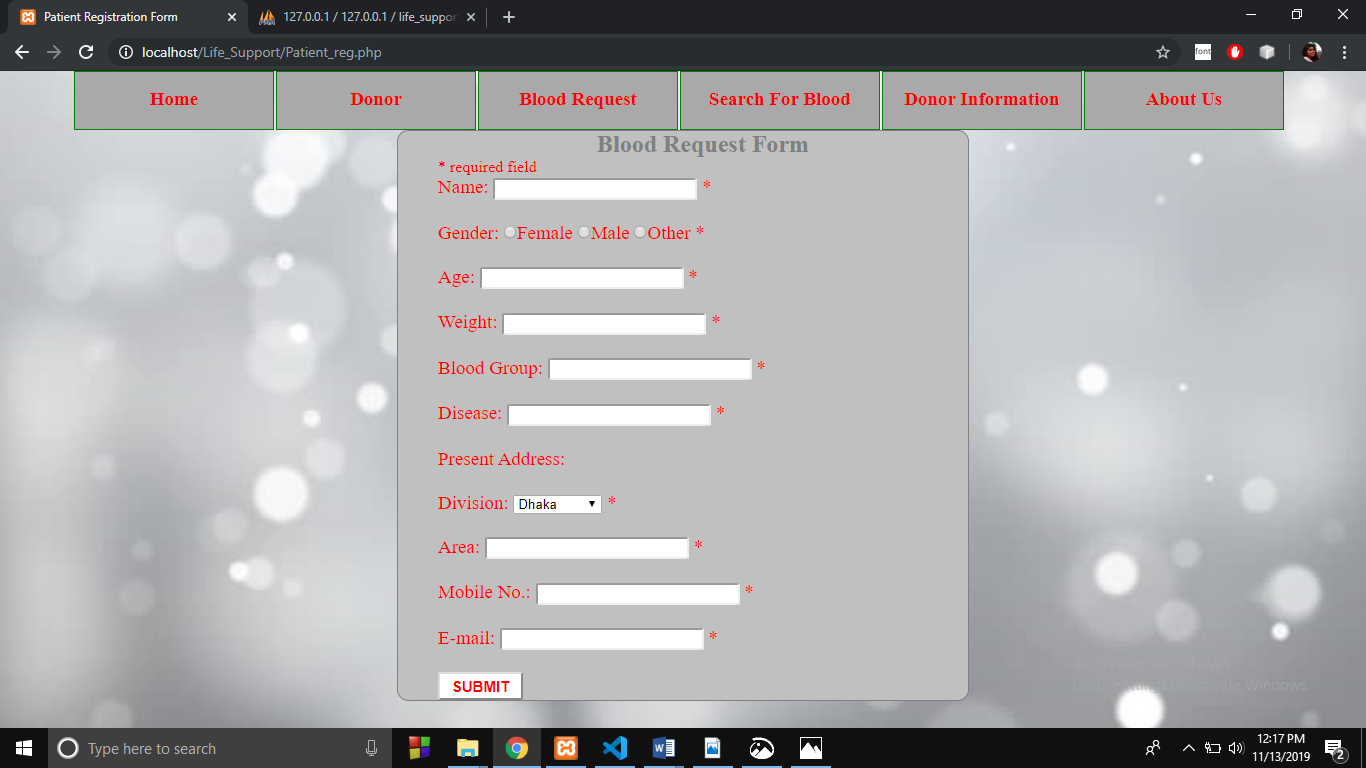 Patient Registration Form
127.0.0.1 / 127.0.0.1 / life_suppor
localhost/Life_Support/Patient_reg.php
font
Home Donor Blood Request Search For Blood Donor Information About Us
Blood Request Form
* required field
Name: *
Gender: Female Male Other *
Age: *
Weight: *
Blood Group: *
Disease: *
Present Address:
Division: Dhaka *
Area: *
Mobile No.: *
E-mail: *
SUBMIT
Activate Windows
Go to Settings to activate Windows.
Type here to search
12:17 PM
11/13/2019
2